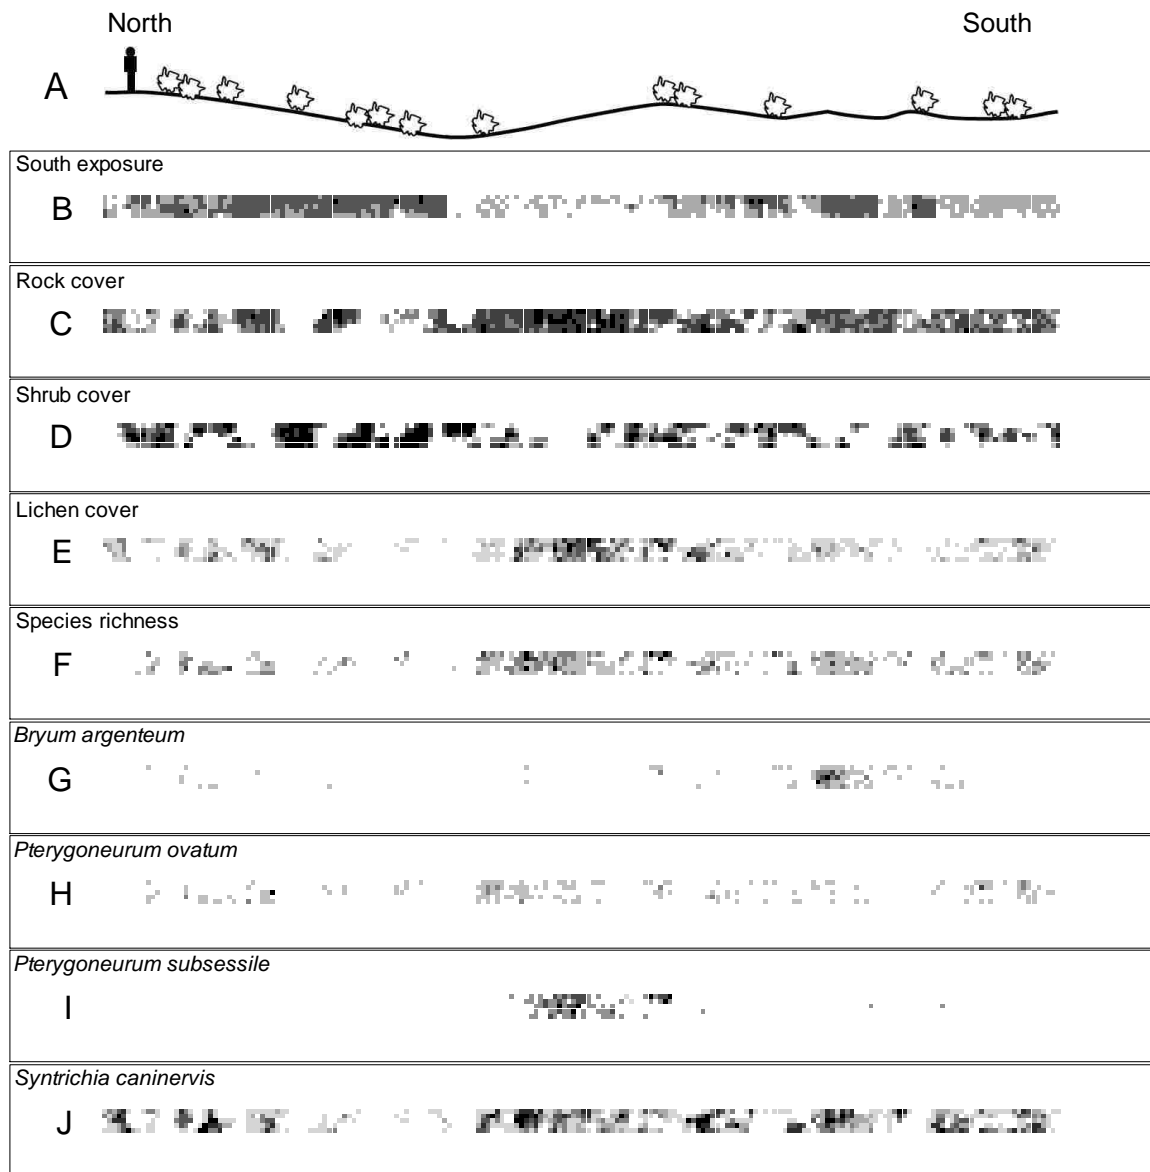 North South
A
South exposure
B
Rock cover
C
Shrub cover
D
Lichen cover
E
Species richness
F
Bryum argenteum
G
Pterygoneurum ovatum
H
Pterygoneurum subsessile
I
Syntrichia caninervis
J